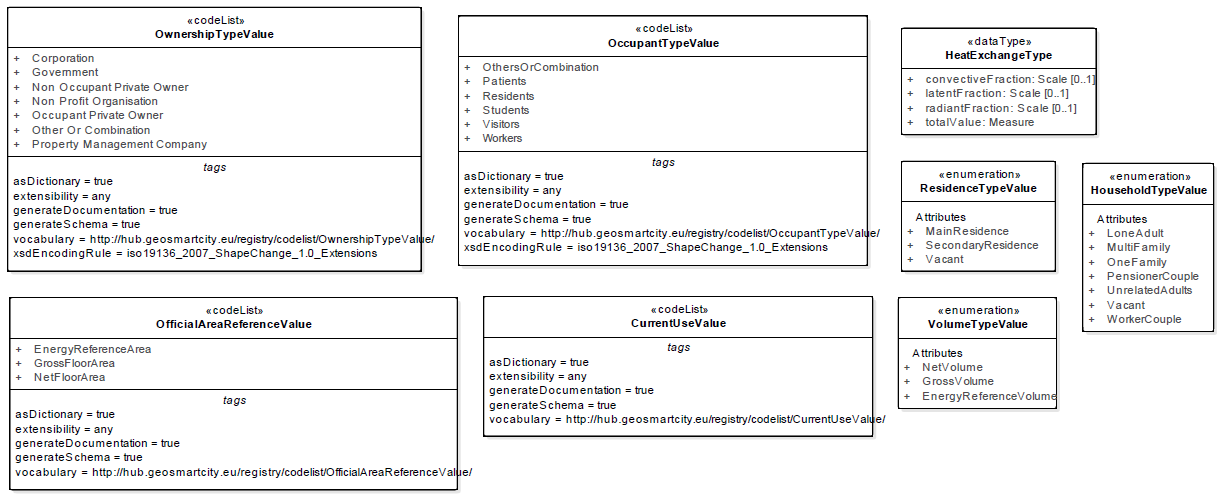 «codeList»
OwnershipTypeValue
+ Corporation
+ Government
+ Non Occupant Private Owner
+ Non Profit Organisation
+ Occupant Private Owner
+ Other Or Combination
+ Property Management Company
tags
asDictionary = true
extensibility = any
generateDocumentation = true
generateSchema = true
vocabulary = http://hub.geosmartcity.eu/registry/codelist/OwnershipTypeValue/
xsdEncodingRule = iso19136_2007_ShapeChange_1.0_Extensions
«codeList»
OccupantTypeValue
+ OthersOrCombination
+ Patients
+ Residents
+ Students
+ Visitors
+ Workers
tags
asDictionary = true
extensibility = any
generateDocumentation = true
generateSchema = true
vocabulary = http://hub.geosmartcity.eu/registry/codelist/OccupantTypeValue/
xsdEncodingRule = iso19136_2007_ShapeChange_1.0_Extensions
«dataType»
HeatExchangeType
+ convectiveFraction: Scale [0..1]
+ latentFraction: Scale [0..1]
+ radiantFraction: Scale [0..1]
+ totalValue: Measure
«enumeration»
ResidenceTypeValue
Attributes
+ MainResidence
+ SecondaryResidence
+ Vacant
«enumeration»
HouseholdTypeValue
Attributes
+ LoneAdult
+ MultiFamily
+ OneFamily
+ PensionerCouple
+ UnrelatedAdults
+ Vacant
+ WorkerCouple
«codeList»
OfficialAreaReferenceValue
+ EnergyReferenceArea
+ GrossFloorArea
+ NetFloorArea
tags
asDictionary = true
extensibility = any
generateDocumentation = true
generateSchema = true
vocabulary = http://hub.geosmartcity.eu/registry/codelist/OfficialAreaReferenceValue/
«codeList»
CurrentUseValue
tags
asDictionary = true
extensibility = any
generateDocumentation = true
generateSchema = true
vocabulary = http://hub.geosmartcity.eu/registry/codelist/CurrentUseValue/
«enumeration»
VolumeTypeValue
Attributes
+ NetVolume
+ GrossVolume
+ EnergyReferenceVolume